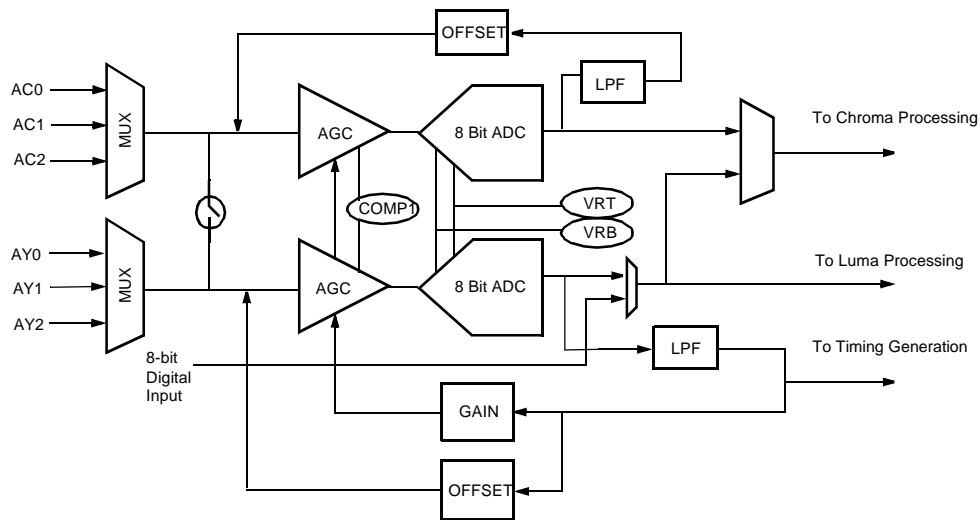 OFFSET
LPF
AC0
AC1
AC2
MUX
AGC
8 Bit ADC
To Chroma Processing
COMP1
VRT
VRB
AY0
AY1
AY2
MUX
AGC
8 Bit ADC
To Luma Processing
8-bit
Digital
Input
LPF
To Timing Generation
GAIN
OFFSET